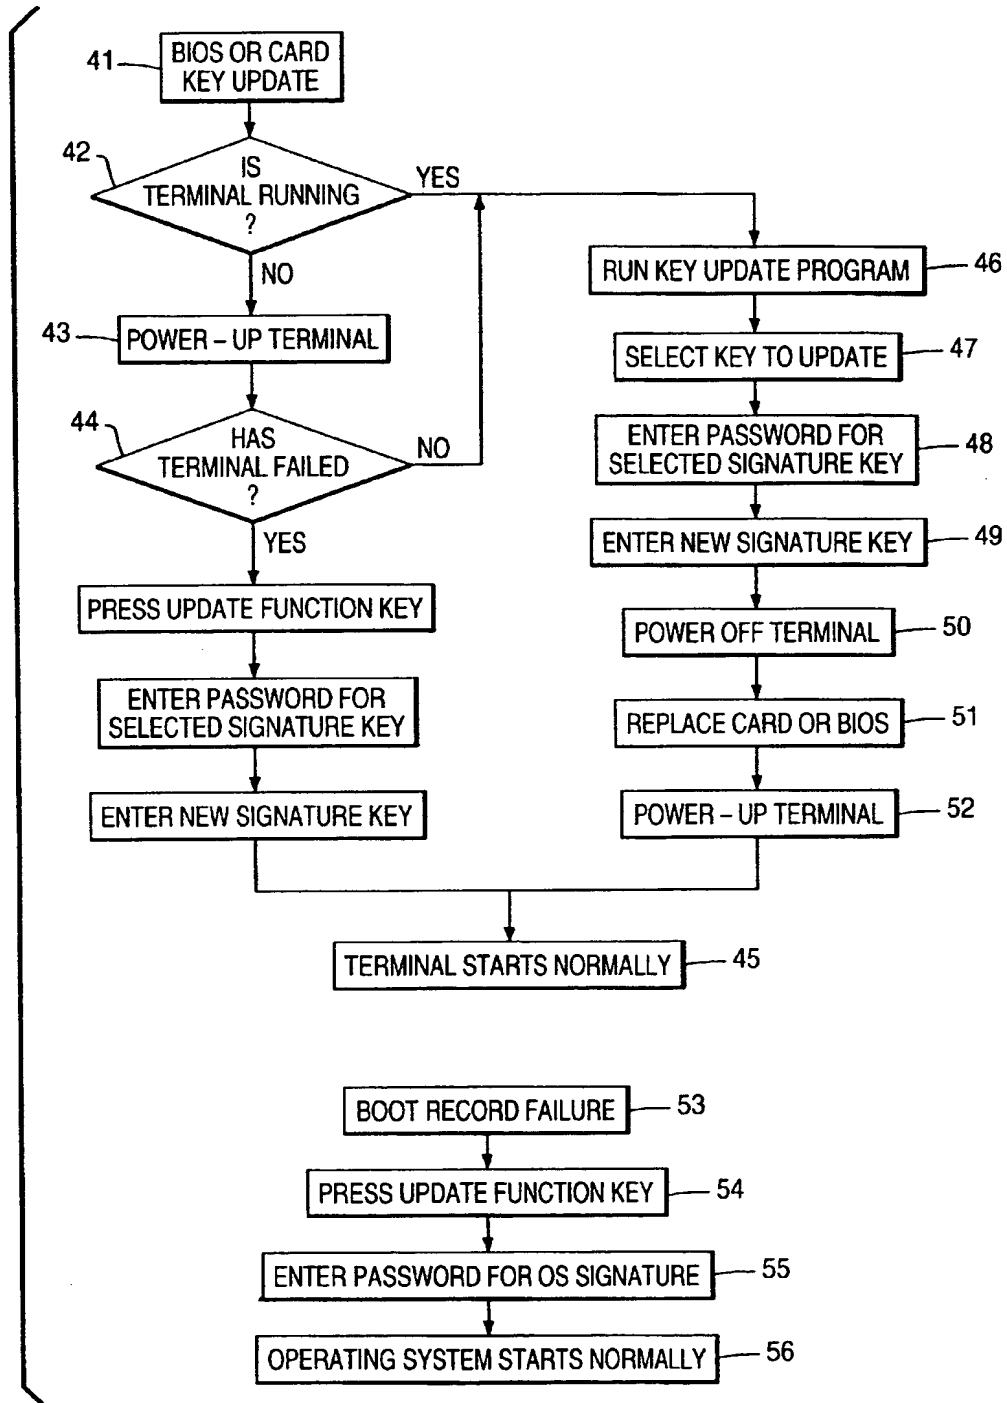 41
BIOS OR CARD
KEY UPDATE
42
IS
TERMINAL RUNNING
?
YES
NO
43
POWER – UP TERMINAL
44
HAS
TERMINAL FAILED
?
NO
YES
PRESS UPDATE FUNCTION KEY
ENTER PASSWORD FOR
SELECTED SIGNATURE KEY
ENTER NEW SIGNATURE KEY
RUN KEY UPDATE PROGRAM
46
SELECT KEY TO UPDATE
47
ENTER PASSWORD FOR
SELECTED SIGNATURE KEY
48
ENTER NEW SIGNATURE KEY
49
POWER OFF TERMINAL
50
REPLACE CARD OR BIOS
51
POWER – UP TERMINAL
52
TERMINAL STARTS NORMALLY
45
BOOT RECORD FAILURE
53
PRESS UPDATE FUNCTION KEY
54
ENTER PASSWORD FOR OS SIGNATURE
55
OPERATING SYSTEM STARTS NORMALLY
56